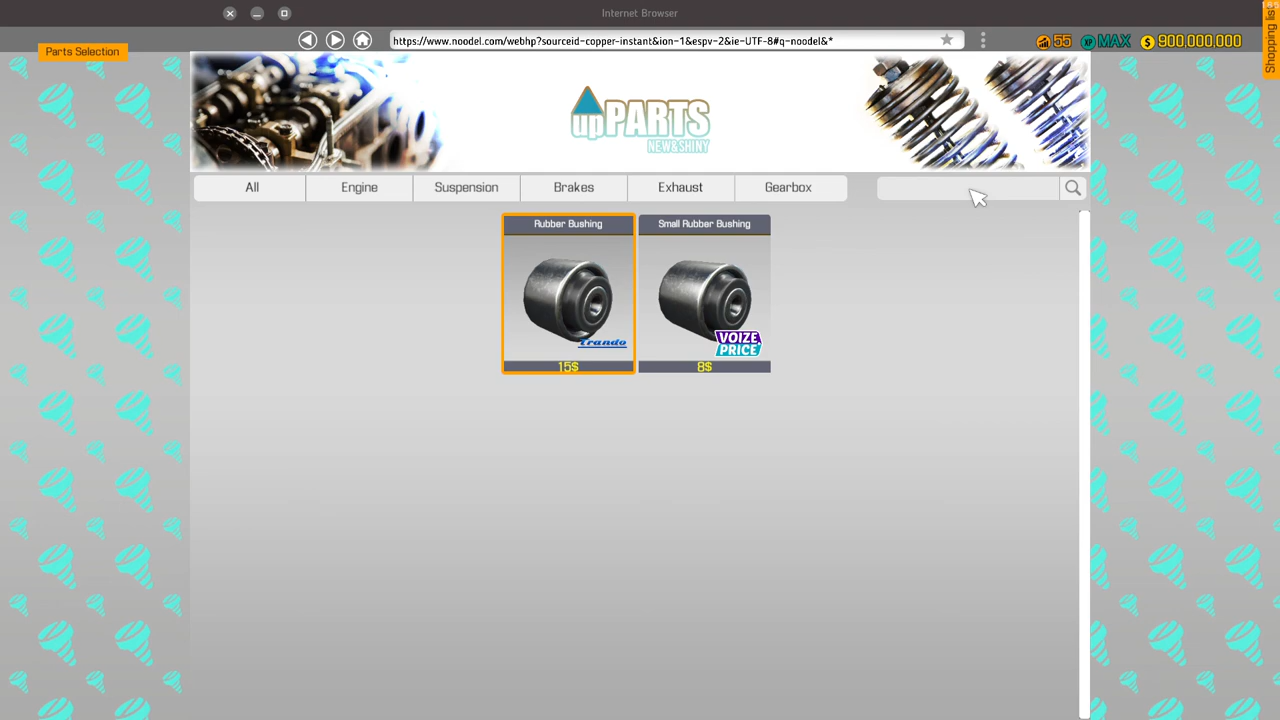 Internet Browser
Parts Selection
https://www.noodel.com/webhp?sourceid-copper-instant&ion-1&espv-2&ie-UTF-8#q-noodel&*
55
XP MAX
$ 900,000,000
Shopping list
upPARTS
NEW&SHINY
All
Engine
Suspension
Brakes
Exhaust
Gearbox
Rubber Bushing
Small Rubber Bushing
Trando
VOIZE
PRICE
15$
8$